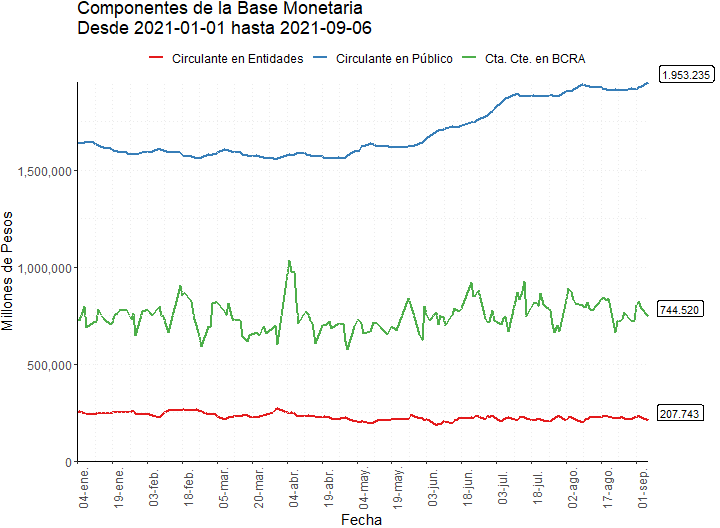 Componentes de la Base Monetaria
Desde 2021-01-01 hasta 2021-09-06
Circulante en Entidades Circulante en Público Cta. Cte. en BCRA
1.953.235
1,500,000
1,000,000
744.520
500,000
207.743
0
Millones de Pesos
04-ene. 19-ene. 03-feb. 18-feb. 05-mar. 20-mar. 04-abr. 19-abr. 04-may. 19-may. 03-jun. 18-jun. 03-jul. 18-jul. 02-ago. 17-ago. 01-sep.
Fecha